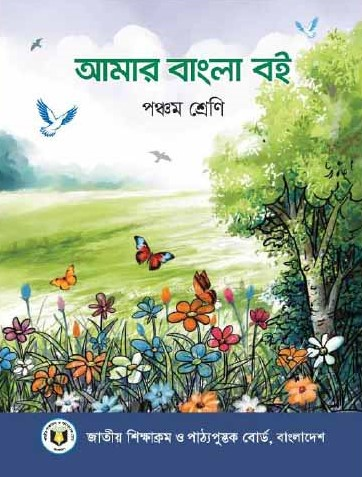 আমার বাংলা বই
পঞ্চম শ্রেণি
জাতীয় শিক্ষাক্রম ও পাঠ্যপুস্তক বোর্ড, বাংলাদেশ